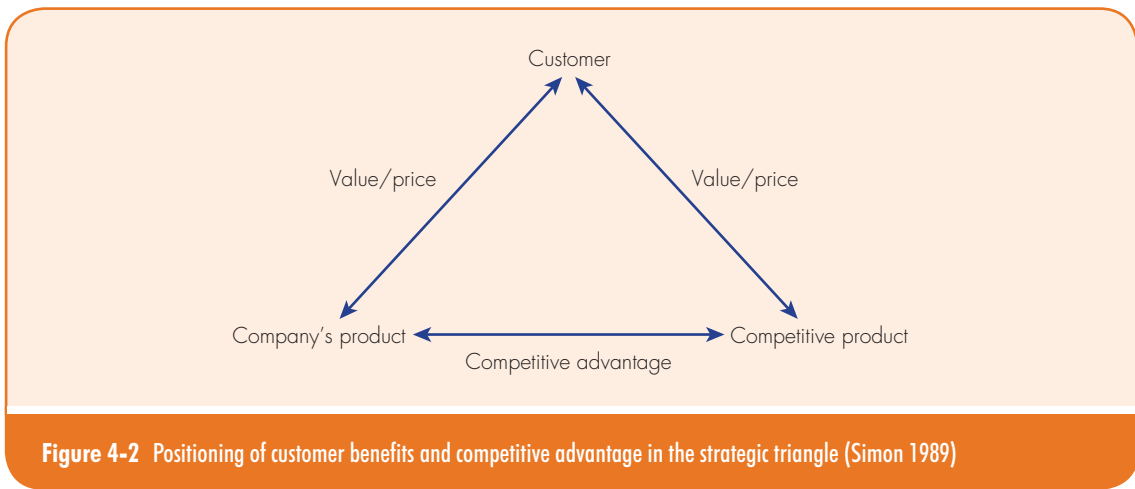 Customer
Value/price
Value/price
Company's product
Competitive product
Competitive advantage
Figure 4-2 Positioning of customer benefits and competitive advantage in the strategic triangle (Simon 1989)